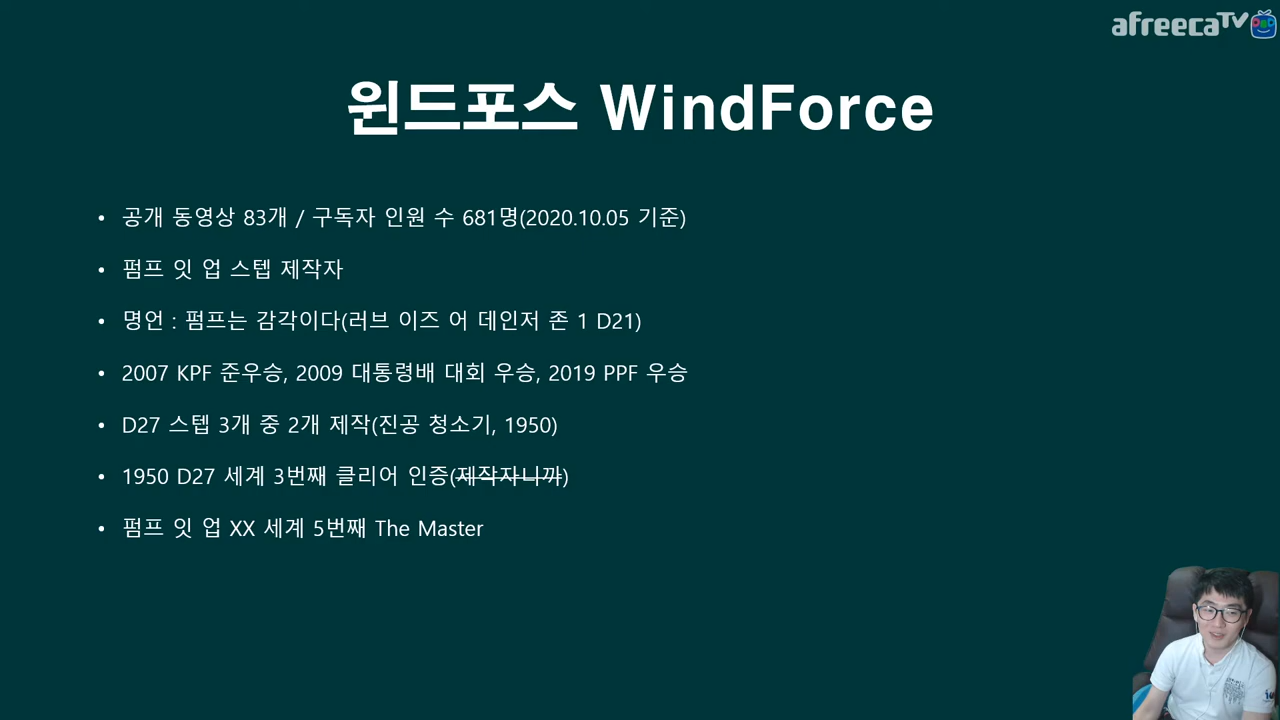 afreecaTV
윈드포스 WindForce
• 공개 동영상 83개 / 구독자 인원 수 681명(2020.10.05 기준)
• 펌프 잇 업 스텝 제작자
• 명언 : 펌프는 감각이다(러브 이즈 어 데인저 존 1 D21)
• 2007 KPF 준우승, 2009 대통령배 대회 우승, 2019 PPF 우승
• D27 스텝 3개 중 2개 제작(진공 청소기, 1950)
• 1950 D27 세계 3번째 클리어 인증(제작자니까)
• 펌프 잇 업 XX 세계 5번째 The Master